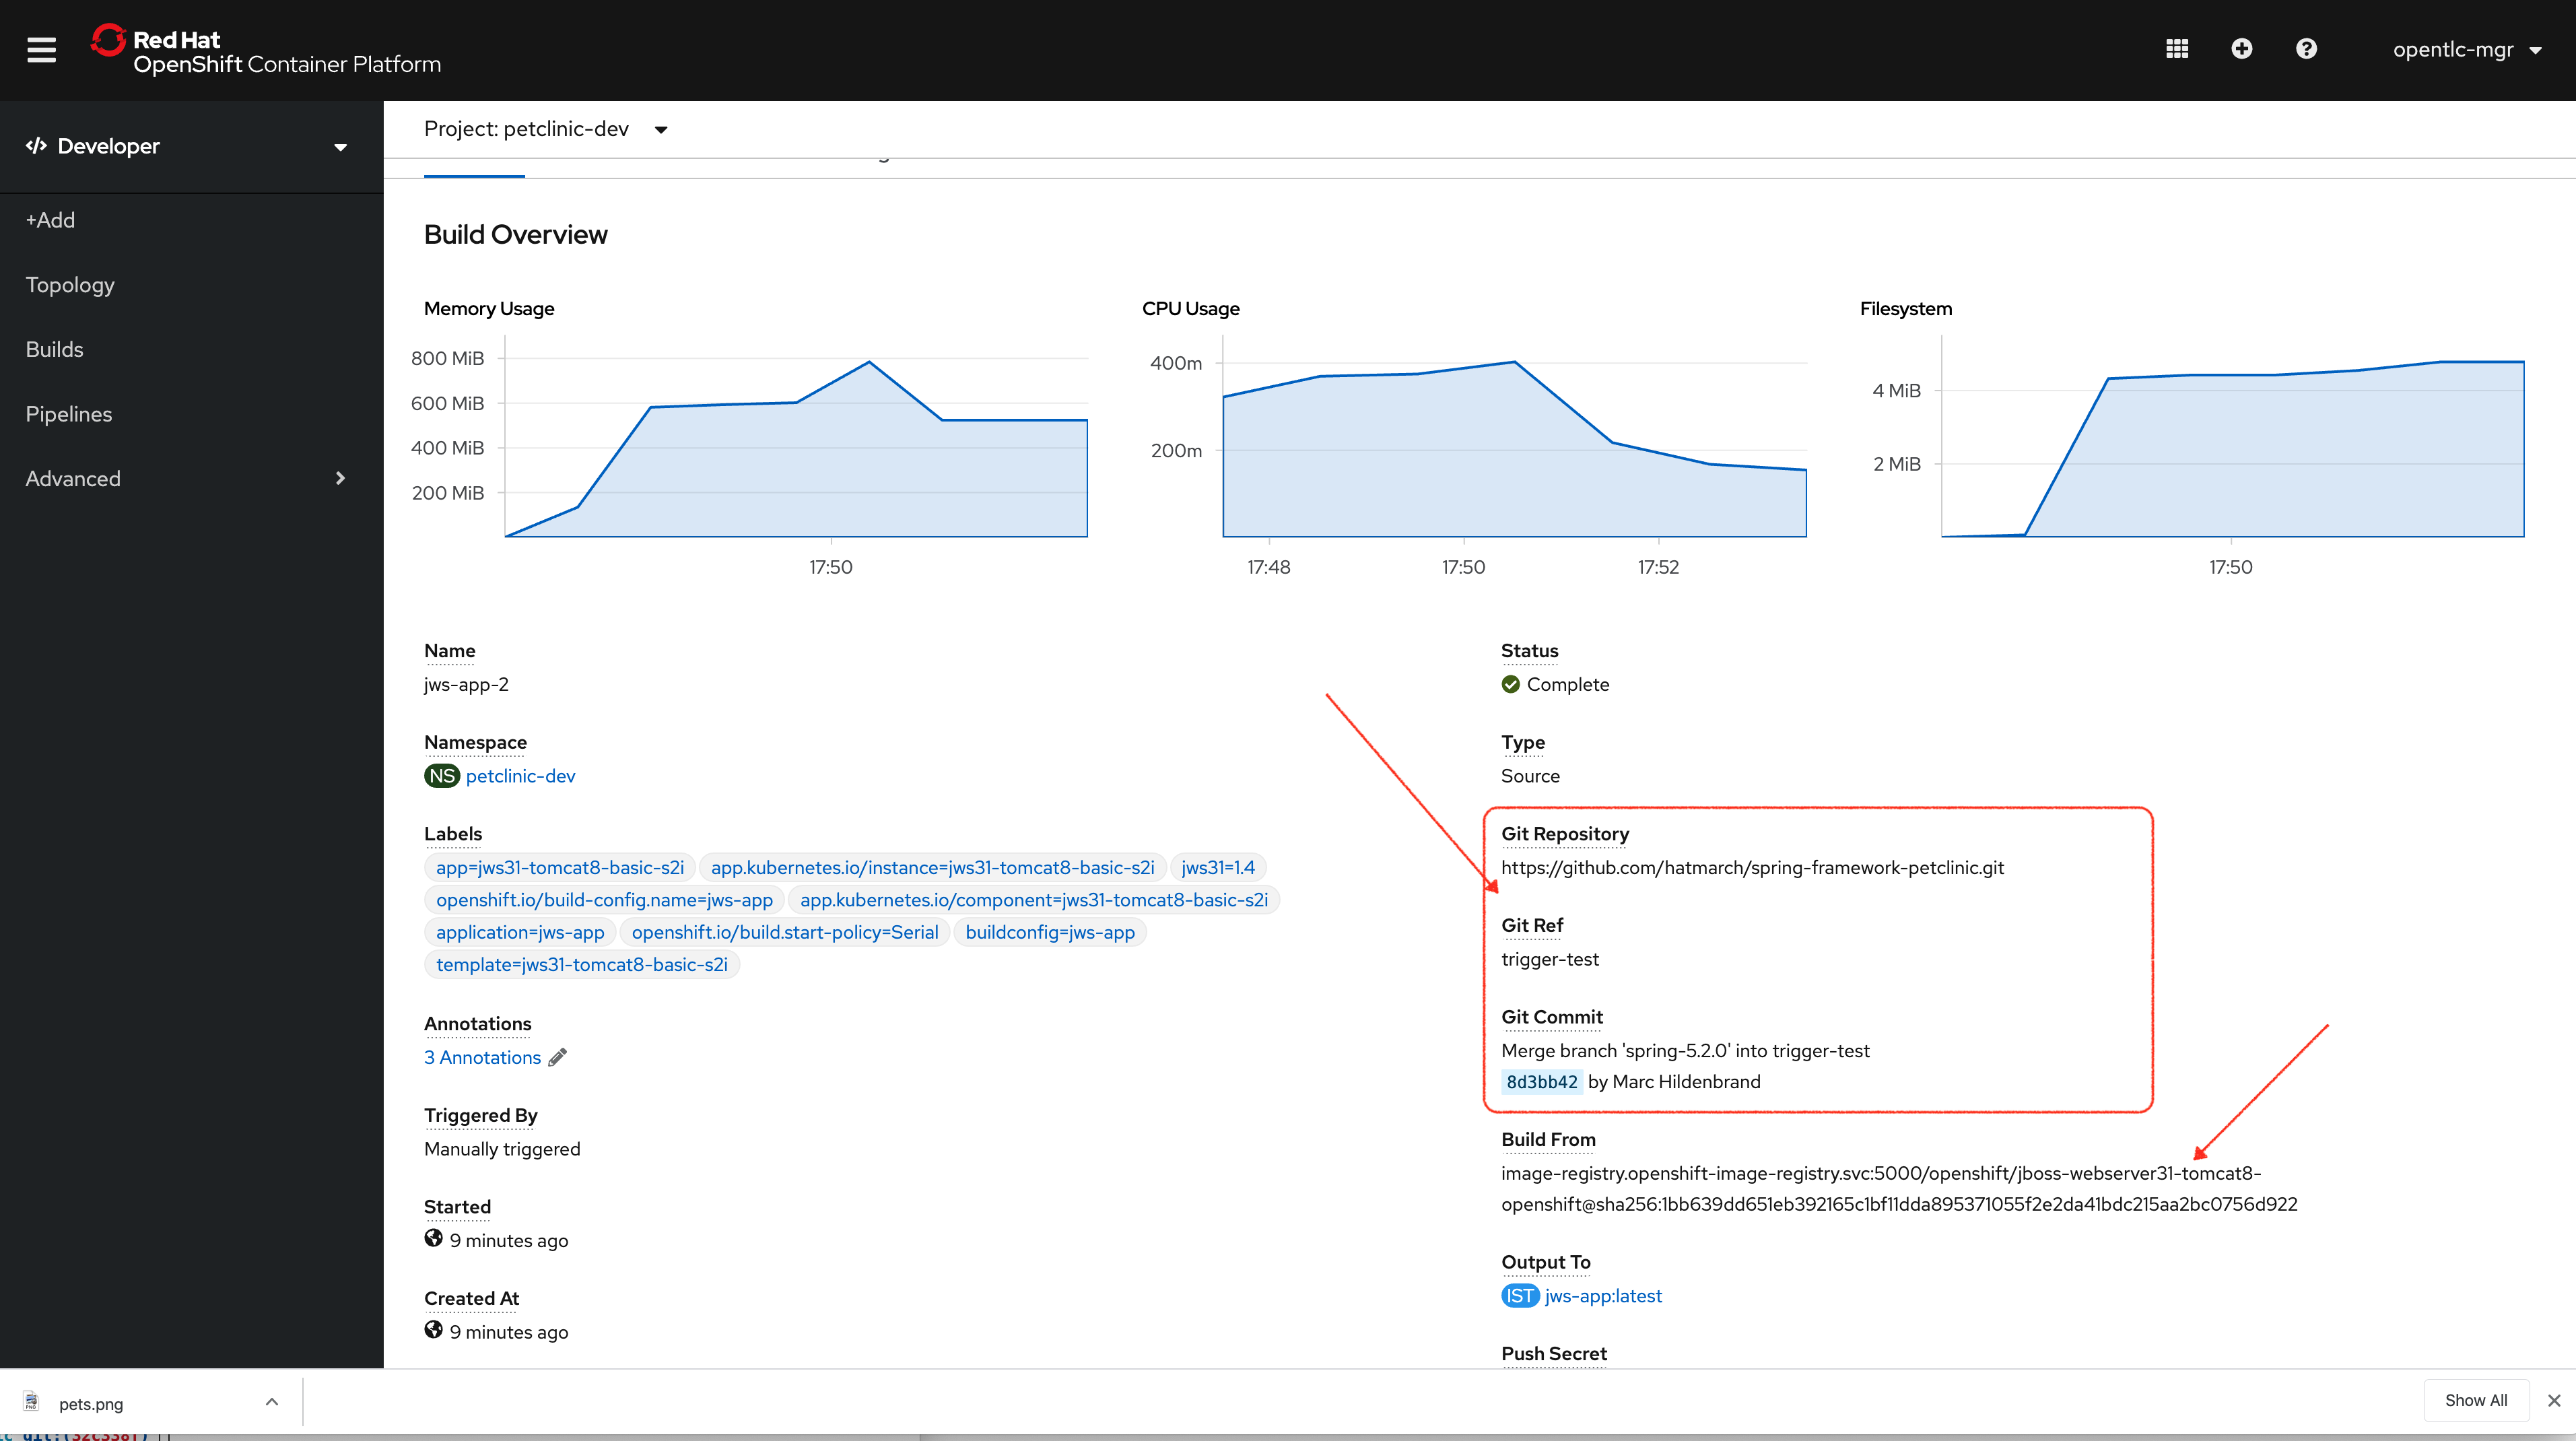 Red Hat
OpenShift Container Platform
opentlc-mgr
Developer
+Add
Topology
Builds
Pipelines
Advanced
Project: petclinic-dev
Build Overview
Memory Usage
800 MiB
600 MiB
400 MiB
200 MiB
17:50
CPU Usage
400m
200m
17:48
17:50
17:52
Filesystem
4 MiB
2 MiB
17:50
Name
jws-app-2
Namespace
NS petclinic-dev
Labels
app=jws31-tomcat8-basic-s2i app.kubernetes.io/instance=jws31-tomcat8-basic-s2i jws31=1.4
openshift.io/build-config.name=jws-app app.kubernetes.io/component=jws31-tomcat8-basic-s2i
application=jws-app openshift.io/build.start-policy=Serial buildconfig=jws-app
template=jws31-tomcat8-basic-s2i
Annotations
3 Annotations
Triggered By
Manually triggered
Started
9 minutes ago
Created At
9 minutes ago
Status
Complete
Type
Source
Git Repository
https://github.com/hatmarch/spring-framework-petclinic.git
Git Ref
trigger-test
Git Commit
Merge branch 'spring-5.2.0' into trigger-test
8d3bb42 by Marc Hildenbrand
Build From
image-registry.openshift-image-registry.svc:5000/openshift/jboss-webserver31-tomcat8-
openshift@sha256:1bb639dd651eb392165c1bf11dda895371055f2e2da41bdc215aa2bc0756d922
Output To
IST jws-app:latest
Push Secret
pets.png
Show All